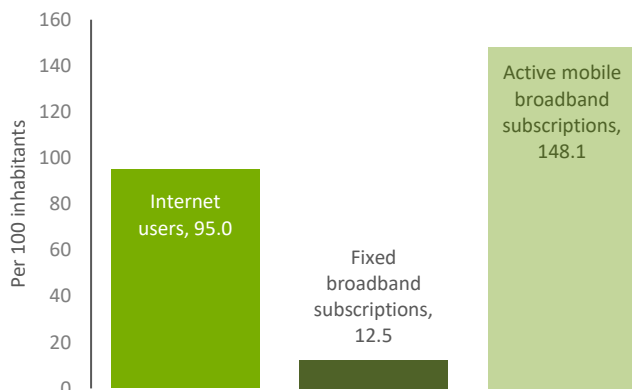 160
140
120
100
80
60
40
20
0
Per 100 inhabitants
Internet
users, 95.0
Fixed
broadband
subscriptions,
12.5
Active mobile
broadband
subscriptions,
148.1